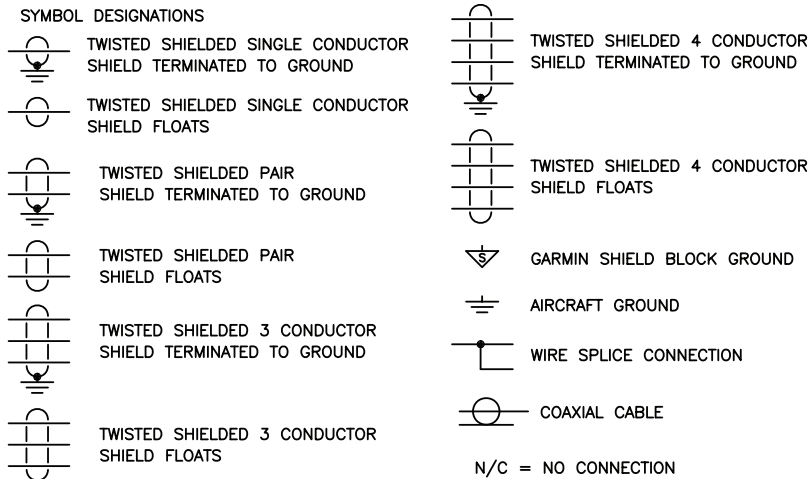 SYMBOL DESIGNATIONS
TWISTED SHIELDED SINGLE CONDUCTOR
SHIELD TERMINATED TO GROUND
TWISTED SHIELDED SINGLE CONDUCTOR
SHIELD FLOATS
TWISTED SHIELDED PAIR
SHIELD TERMINATED TO GROUND
TWISTED SHIELDED PAIR
SHIELD FLOATS
TWISTED SHIELDED 3 CONDUCTOR
SHIELD TERMINATED TO GROUND
TWISTED SHIELDED 3 CONDUCTOR
SHIELD FLOATS
TWISTED SHIELDED 4 CONDUCTOR
SHIELD TERMINATED TO GROUND
TWISTED SHIELDED 4 CONDUCTOR
SHIELD FLOATS
S
GARMIN SHIELD BLOCK GROUND
AIRCRAFT GROUND
WIRE SPLICE CONNECTION
COAXIAL CABLE
N/C = NO CONNECTION